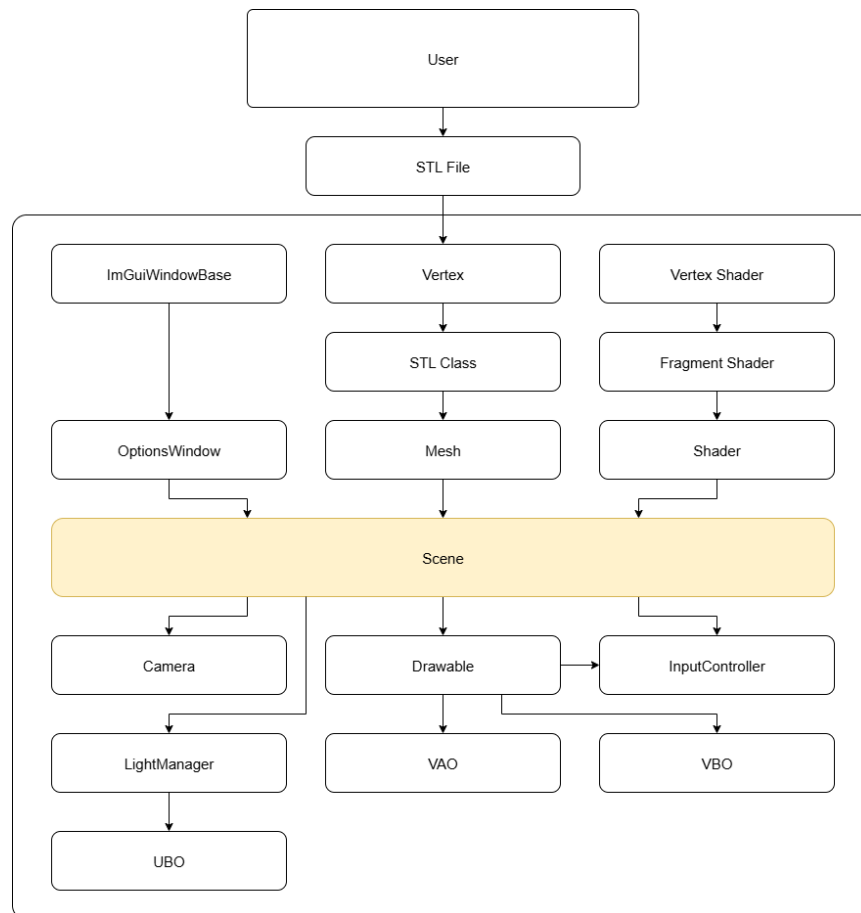 User
STL File
ImGuiWindowBase
Vertex
Vertex Shader
STL Class
Fragment Shader
OptionsWindow
Mesh
Shader
Scene
Camera
Drawable
InputController
LightManager
VAO
VBO
UBO